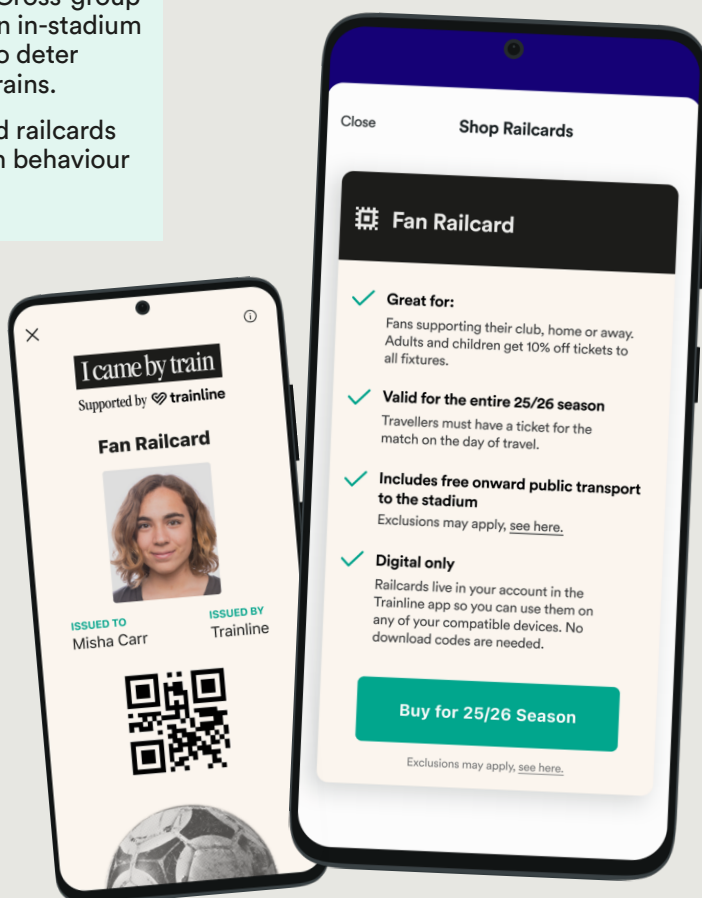 Cross-group
n in-stadium
o deter
rains.
d railcards
n behaviour
Close
Shop Railcards
Fan Railcard
Great for:
Fans supporting their club, home or away.
Adults and children get 10% off tickets to
all fixtures.
Valid for the entire 25/26 season
Travellers must have a ticket for the
match on the day of travel.
Includes free onward public transport
to the stadium
Exclusions may apply, see here.
Digital only
Railcards live in your account in the
Trainline app so you can use them on
any of your compatible devices. No
download codes are needed.
Buy for 25/26 Season
Exclusions may apply, see here.
I came by train
Supported by trainline
Fan Railcard
ISSUED TO
Misha Carr
ISSUED BY
Trainline